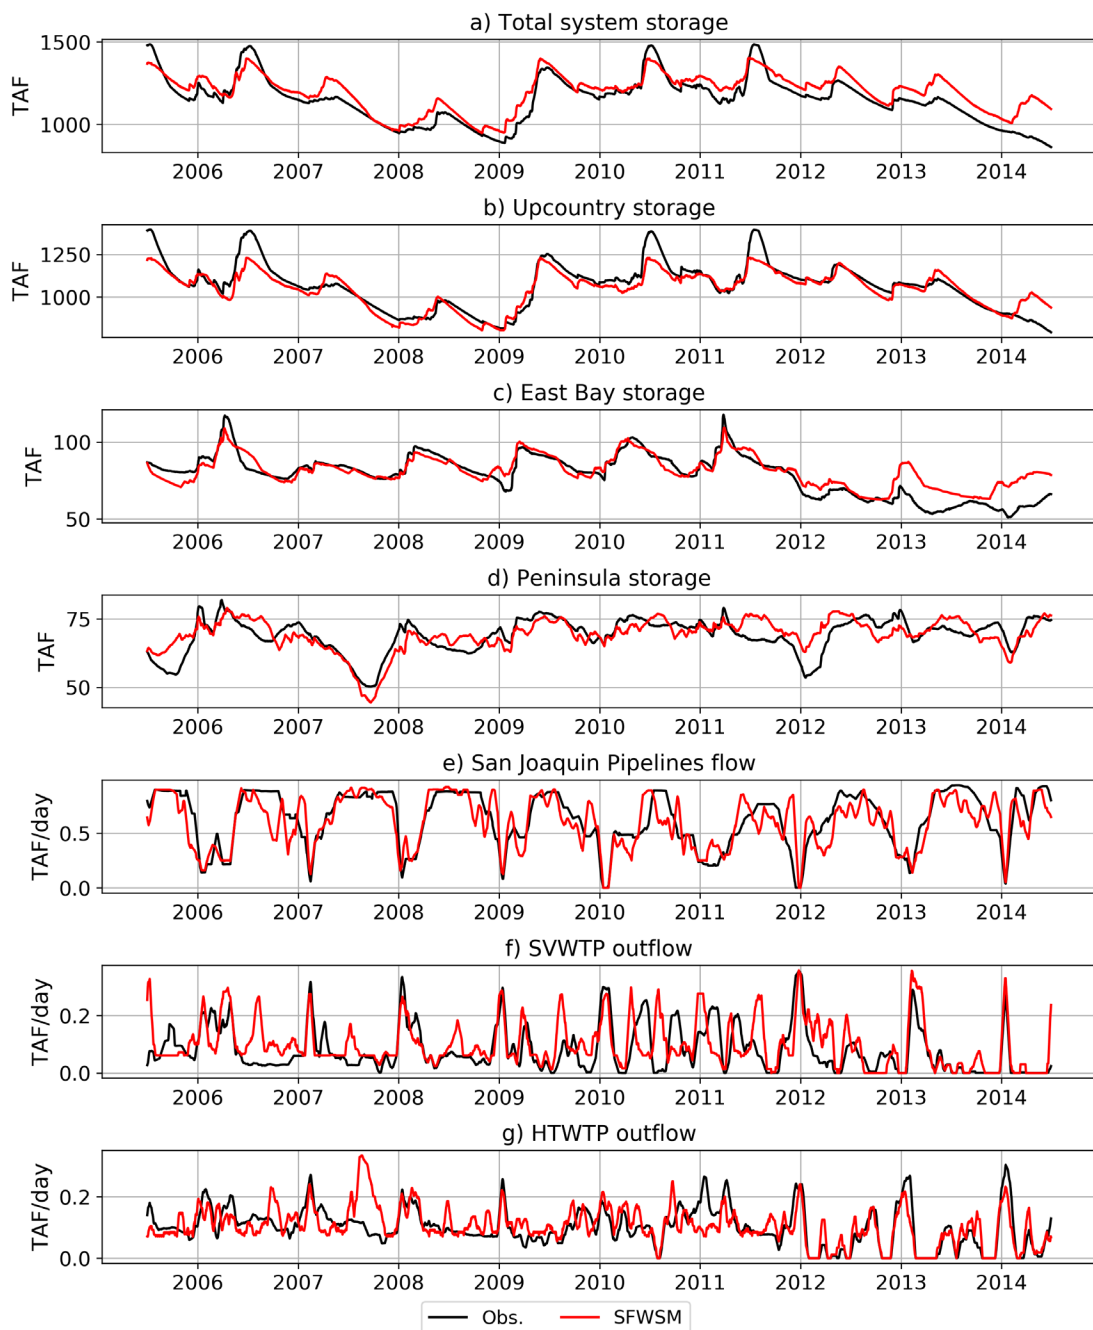 a) Total system storage
1500
1000
TAF
2006 2007 2008 2009 2010 2011 2012 2013 2014
b) Upcountry storage
1250
1000
TAF
2006 2007 2008 2009 2010 2011 2012 2013 2014
c) East Bay storage
100
50
TAF
2006 2007 2008 2009 2010 2011 2012 2013 2014
d) Peninsula storage
75
50
TAF
2006 2007 2008 2009 2010 2011 2012 2013 2014
e) San Joaquin Pipelines flow
0.5
0.0
TAF/day
2006 2007 2008 2009 2010 2011 2012 2013 2014
f) SVWTP outflow
0.2
0.0
TAF/day
2006 2007 2008 2009 2010 2011 2012 2013 2014
g) HTWTP outflow
0.2
0.0
TAF/day
2006 2007 2008 2009 2010 2011 2012 2013 2014
Obs. SFWSM